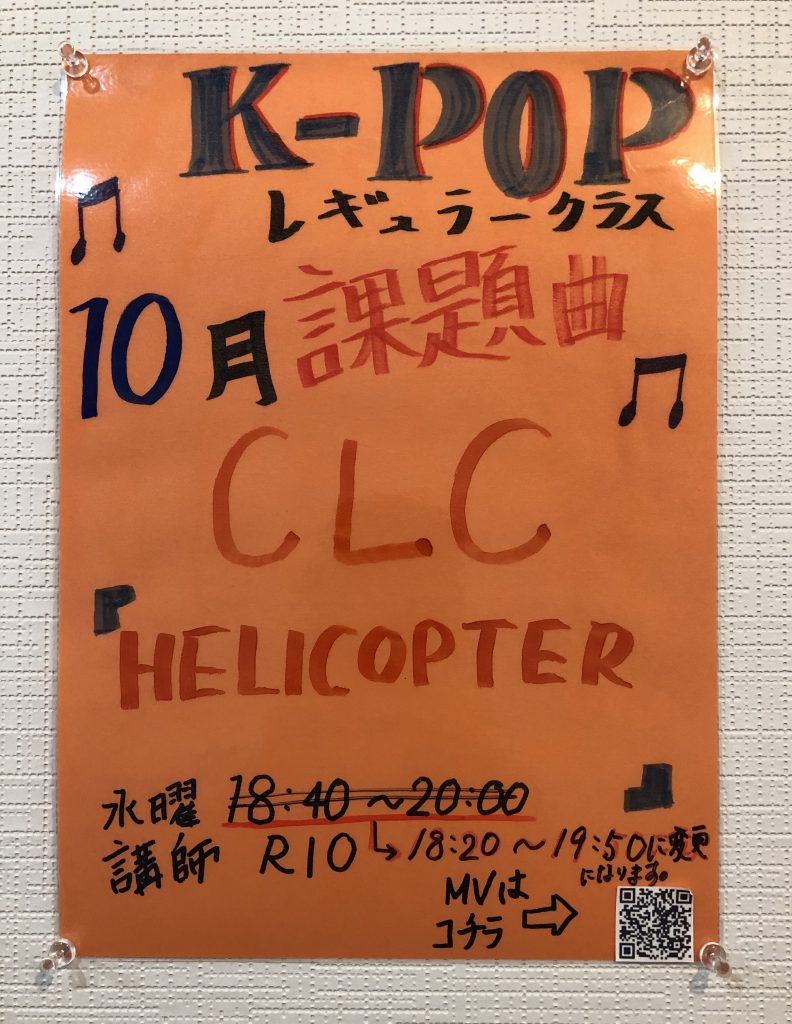 K-POP
レギュラークラス
10月課題曲
CLC
HELICOPTER
水曜 18:40~20:00
講師 RIO
↳18:20~19:50に変更
になります。
MVは
コチラ